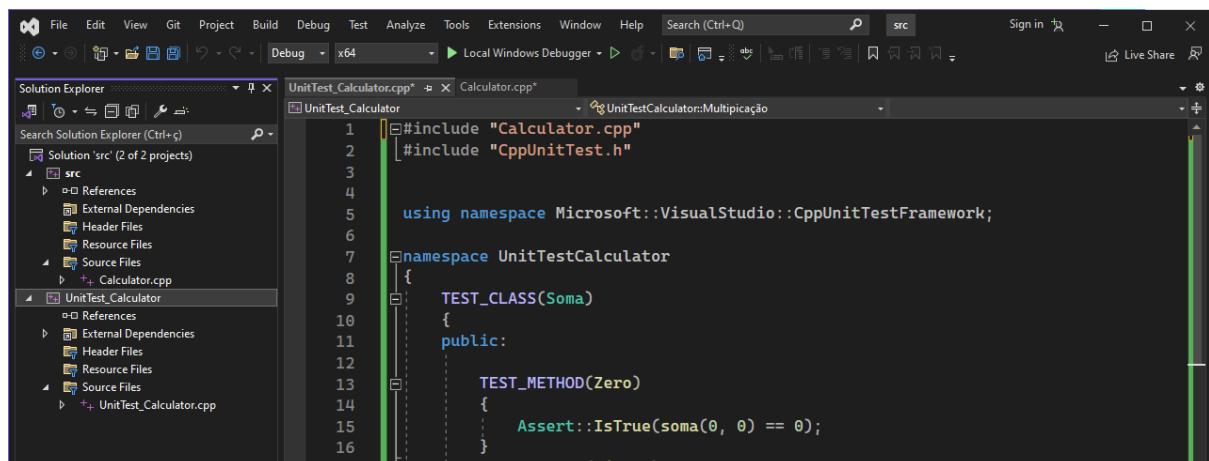 File Edit View Git Project Build Debug Test Analyze Tools Extensions Window Help Search (Ctrl+Q) src Sign in
Debug x64 Local Windows Debugger Live Share
Solution Explorer
Search Solution Explorer (Ctrl+ç)
Solution 'src' (2 of 2 projects)
src
References
External Dependencies
Header Files
Resource Files
Source Files
Calculator.cpp
UnitTest_Calculator
References
External Dependencies
Header Files
Resource Files
Source Files
UnitTest_Calculator.cpp
UnitTest_Calculator.cpp* Calculator.cpp*
UnitTest_Calculator UnitTestCalculator::Multipicação
1 #include "Calculator.cpp"
2 #include "CppUnitTest.h"
3
4
5 using namespace Microsoft::VisualStudio::CppUnitTestFramework;
6
7 namespace UnitTestCalculator
8 {
9 TEST_CLASS(Soma)
10 {
11 public:
12
13 TEST_METHOD(Zero)
14 {
15 Assert::IsTrue(soma(0, 0) == 0);
16 }